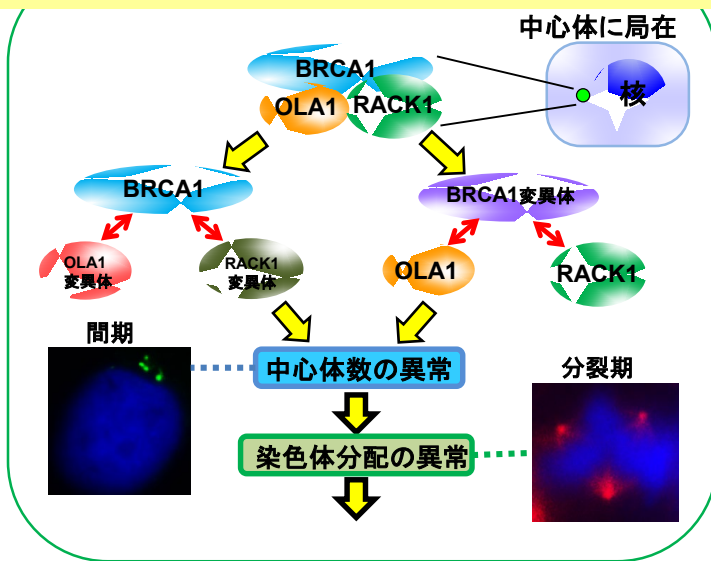 中心体に局在
BRCA1
OLA1
RACK1
核
BRCA1
BRCA1変異体
OLA1
変異体
RACK1
変異体
OLA1
RACK1
間期
中心体数の異常
分裂期
染色体分配の異常